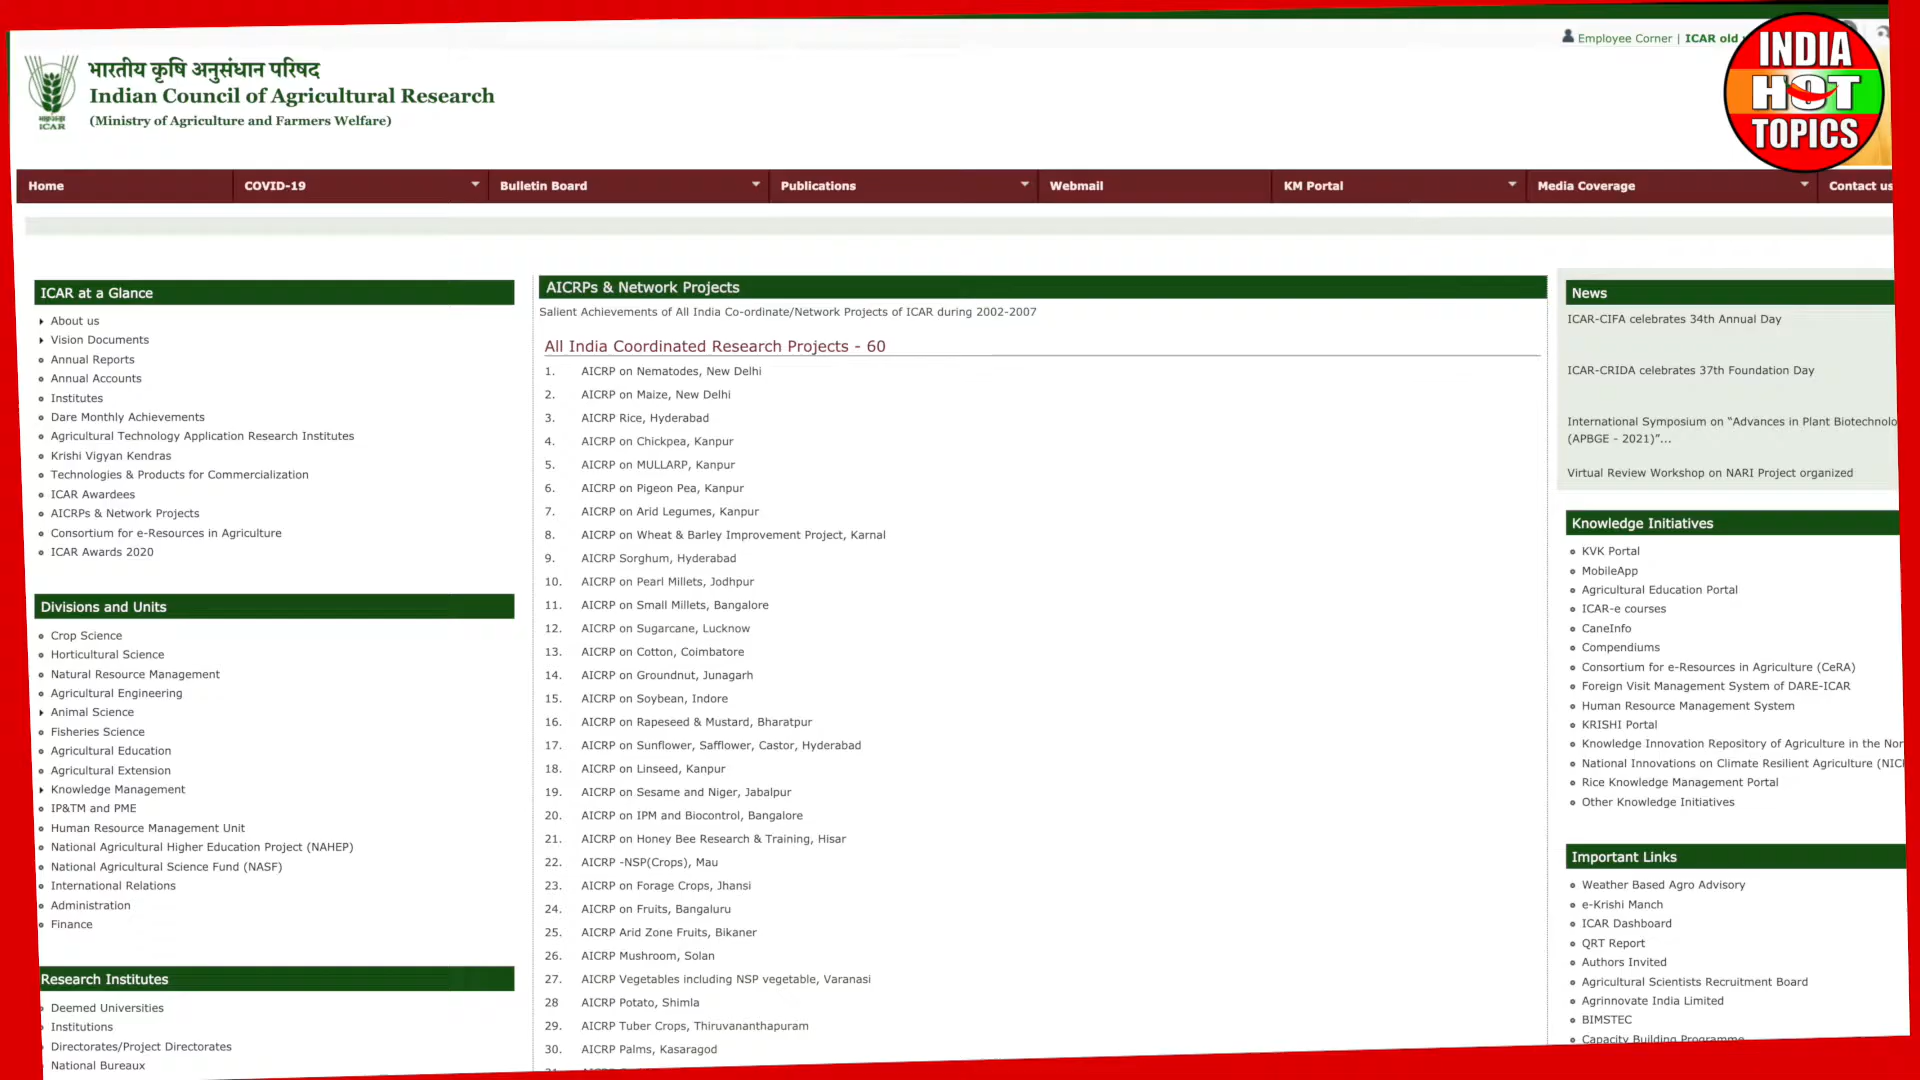 Employee Corner | ICAR old
INDIA
HOT
TOPICS
भारतीय कृषि अनुसंधान परिषद
Indian Council of Agricultural Research
(Ministry of Agriculture and Farmers Welfare)
ICAR
Home COVID-19 Bulletin Board Publications Webmail KM Portal Media Coverage Contact us
ICAR at a Glance
About us
Vision Documents
Annual Reports
Annual Accounts
Institutes
Dare Monthly Achievements
Agricultural Technology Application Research Institutes
Krishi Vigyan Kendras
Technologies & Products for Commercialization
ICAR Awardees
AICRPs & Network Projects
Consortium for e-Resources in Agriculture
ICAR Awards 2020
Divisions and Units
Crop Science
Horticultural Science
Natural Resource Management
Agricultural Engineering
Animal Science
Fisheries Science
Agricultural Education
Agricultural Extension
Knowledge Management
IP&TM and PME
Human Resource Management Unit
National Agricultural Higher Education Project (NAHEP)
National Agricultural Science Fund (NASF)
International Relations
Administration
Finance
Research Institutes
Deemed Universities
Institutions
Directorates/Project Directorates
National Bureaux
AICRPs & Network Projects
Salient Achievements of All India Co-ordinate/Network Projects of ICAR during 2002-2007
All India Coordinated Research Projects - 60
1. AICRP on Nematodes, New Delhi
2. AICRP on Maize, New Delhi
3. AICRP Rice, Hyderabad
4. AICRP on Chickpea, Kanpur
5. AICRP on MULLARP, Kanpur
6. AICRP on Pigeon Pea, Kanpur
7. AICRP on Arid Legumes, Kanpur
8. AICRP on Wheat & Barley Improvement Project, Karnal
9. AICRP Sorghum, Hyderabad
10. AICRP on Pearl Millets, Jodhpur
11. AICRP on Small Millets, Bangalore
12. AICRP on Sugarcane, Lucknow
13. AICRP on Cotton, Coimbatore
14. AICRP on Groundnut, Junagarh
15. AICRP on Soybean, Indore
16. AICRP on Rapeseed & Mustard, Bharatpur
17. AICRP on Sunflower, Safflower, Castor, Hyderabad
18. AICRP on Linseed, Kanpur
19. AICRP on Sesame and Niger, Jabalpur
20. AICRP on IPM and Biocontrol, Bangalore
21. AICRP on Honey Bee Research & Training, Hisar
22. AICRP -NSP(Crops), Mau
23. AICRP on Forage Crops, Jhansi
24. AICRP on Fruits, Bangaluru
25. AICRP Arid Zone Fruits, Bikaner
26. AICRP Mushroom, Solan
27. AICRP Vegetables including NSP vegetable, Varanasi
28 AICRP Potato, Shimla
29. AICRP Tuber Crops, Thiruvananthapuram
30. AICRP Palms, Kasaragod
News
ICAR-CIFA celebrates 34th Annual Day
ICAR-CRIDA celebrates 37th Foundation Day
International Symposium on “Advances in Plant Biotechnolo
(APBGE - 2021)”...
Virtual Review Workshop on NARI Project organized
Knowledge Initiatives
KVK Portal
MobileApp
Agricultural Education Portal
ICAR-e courses
CaneInfo
Compendiums
Consortium for e-Resources in Agriculture (CeRA)
Foreign Visit Management System of DARE-ICAR
Human Resource Management System
KRISHI Portal
Knowledge Innovation Repository of Agriculture in the Nor
National Innovations on Climate Resilient Agriculture (NIC
Rice Knowledge Management Portal
Other Knowledge Initiatives
Important Links
Weather Based Agro Advisory
e-Krishi Manch
ICAR Dashboard
QRT Report
Authors Invited
Agricultural Scientists Recruitment Board
Agrinnovate India Limited
BIMSTEC
Capacity Building Programme